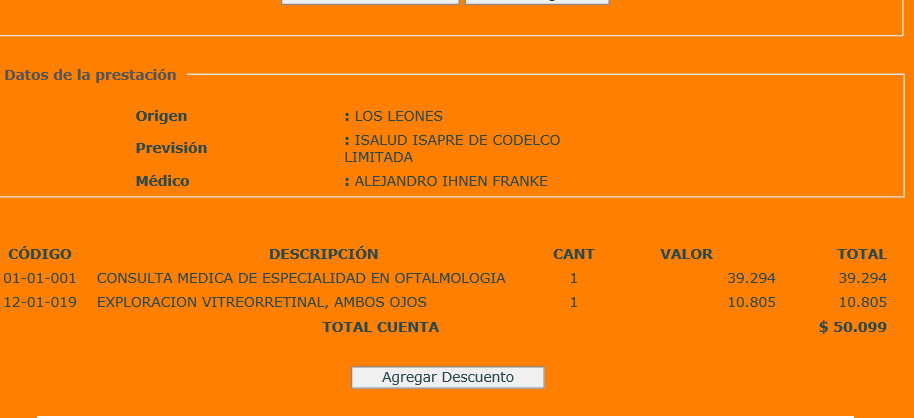 Datos de la prestación
Origen : LOS LEONES
Previsión : ISALUD ISAPRE DE CODELCO
LIMITADA
Médico : ALEJANDRO IHNEN FRANKE
CÓDIGO DESCRIPCIÓN CANT VALOR TOTAL
01-01-001 CONSULTA MEDICA DE ESPECIALIDAD EN OFTALMOLOGIA 1 39.294 39.294
12-01-019 EXPLORACION VITREORRETINAL, AMBOS OJOS 1 10.805 10.805
TOTAL CUENTA $ 50.099
Agregar Descuento